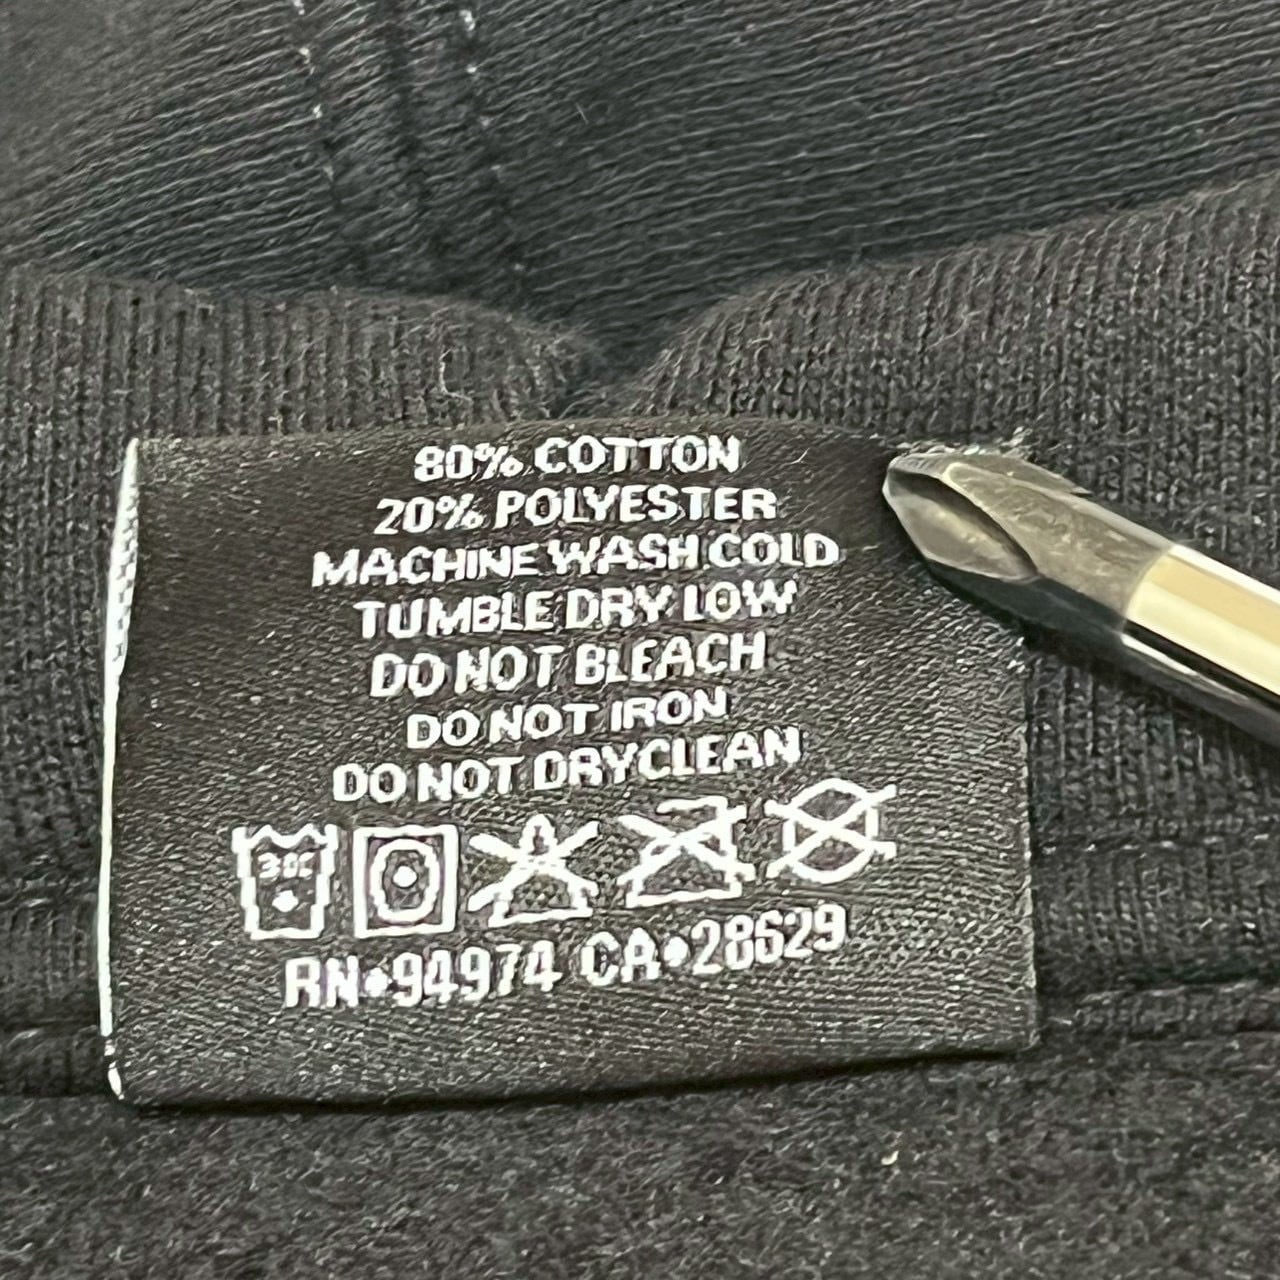 80% COTTON
20% POLYESTER
MACHINE WASH COLD
TUMBLE DRY LOW
DO NOT BLEACH
DO NOT IRON
DO NOT DRYCLEAN
30C
RN•94974 CA•28629